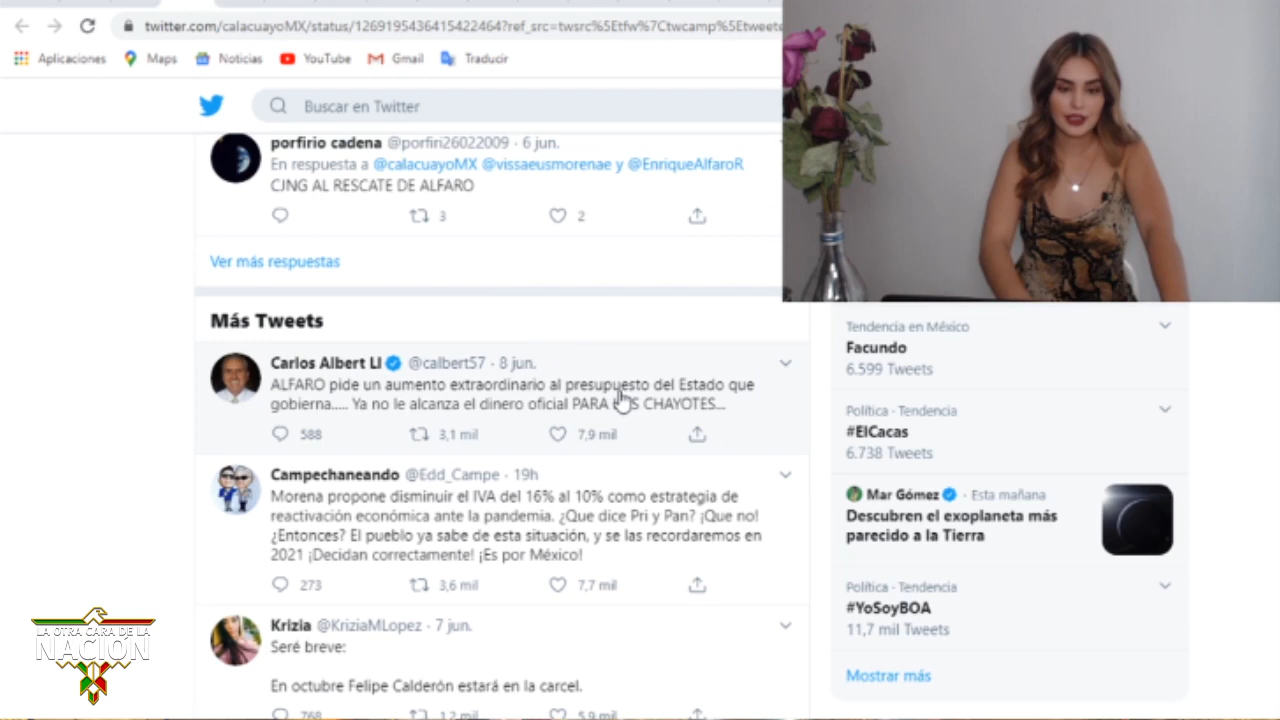 twitter.com/calacuayoMX/status/1269195436415422464?ref_src=twsrc%5Etfw%7Ctwcamp%5Etweete
Aplicaciones Maps Noticias YouTube Gmail Traducir
Buscar en Twitter
porfirio cadena @porfiri26022009 · 6 jun.
En respuesta a @calacuayoMX @vissaeusmorenae y @EnriqueAlfaroR
CJNG AL RESCATE DE ALFARO
3 2
Ver más respuestas
Más Tweets
Carlos Albert Ll @calbert57 · 8 jun.
ALFARO pide un aumento extraordinario al presupuesto del Estado que
gobierna..... Ya no le alcanza el dinero oficial PARA CHAYOTES...
588 3,1 mil 7,9 mil
Campechaneando @Edd_Campe · 19h
Morena propone disminuir el IVA del 16% al 10% como estrategia de
reactivación económica ante la pandemia. ¿Que dice Pri y Pan? ¡Que no!
¿Entonces? El pueblo ya sabe de esta situación, y se las recordaremos en
2021 ¡Decidan correctamente! ¡Es por México!
273 3,6 mil 7,7 mil
Krizia @KriziaMLopez · 7 jun.
Seré breve:
En octubre Felipe Calderón estará en la carcel.
768 1,2 mil 5,9 mil
Tendencia en México
Facundo
6.599 Tweets
Política · Tendencia
#ElCacas
6.738 Tweets
Mar Gómez · Esta mañana
Descubren el exoplaneta más
parecido a la Tierra
Política · Tendencia
#YoSoyBOA
11,7 mil Tweets
Mostrar más
LA OTRA CARA DE LA
NACIÓN